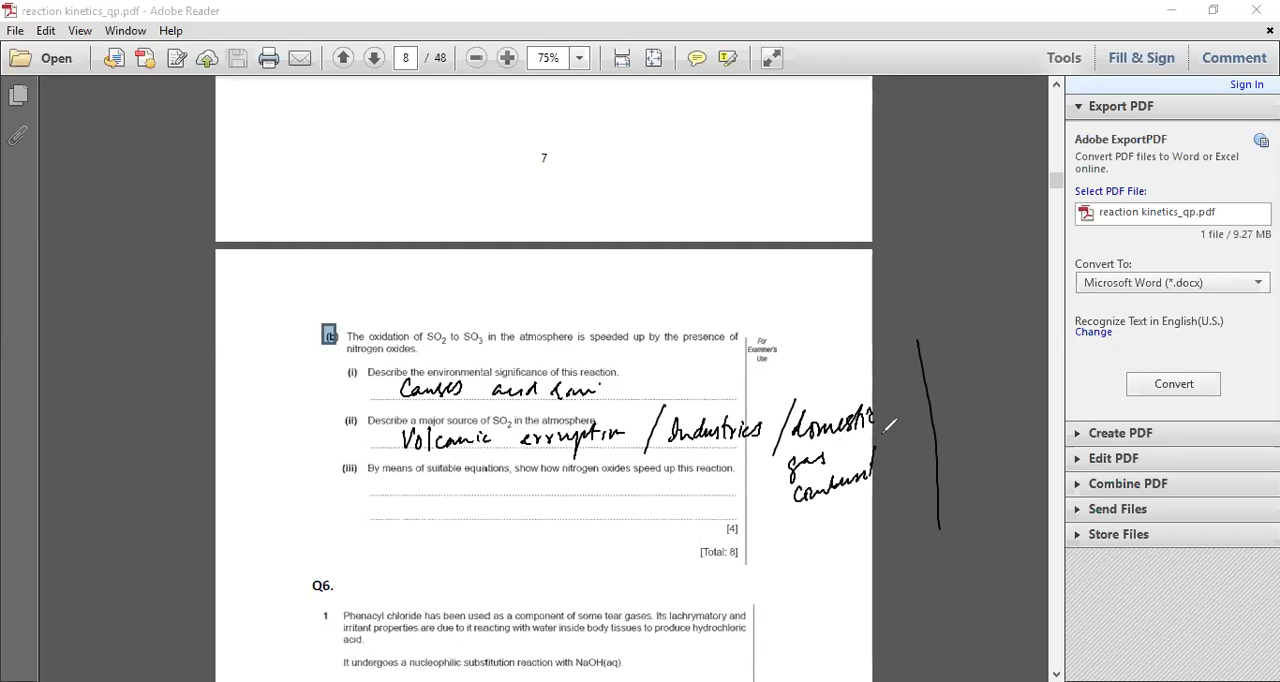 reaction kinetics_qp.pdf - Adobe Reader
File Edit View Window Help
Open 8 / 48 75% Tools Fill & Sign Comment
Sign In
Export PDF
Adobe ExportPDF
Convert PDF files to Word or Excel
online.
Select PDF File:
reaction kinetics_qp.pdf
1 file / 9.27 MB
Convert To:
Microsoft Word (*.docx)
Recognize Text in English(U.S.)
Change
Convert
Create PDF
Edit PDF
Combine PDF
Send Files
Store Files
7
(b) The oxidation of SO2 to SO3 in the atmosphere is speeded up by the presence of
nitrogen oxides.
For
Examiner's
Use
(i) Describe the environmental significance of this reaction.
Causes
(ii) Describe a major source of SO2 in the atmosphere.
Volcanic erruption / Industries / domestic
gas
combust
(iii) By means of suitable equations, show how nitrogen oxides speed up this reaction.
[4]
[Total: 8]
Q6.
1 Phenacyl chloride has been used as a component of some tear gases. Its lachrymatory and
irritant properties are due to it reacting with water inside body tissues to produce hydrochloric
acid.
It undergoes a nucleophilic substitution reaction with NaOH(aq).